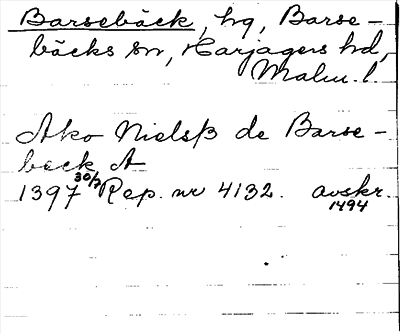 Barsebäck, hg, Barse-
bäcks sn, Harjagers hd,
Malm. l.
Ako Nielsß de Barse-
beck A
1397 30/3 Rep. nr 4132. avskr.
1494